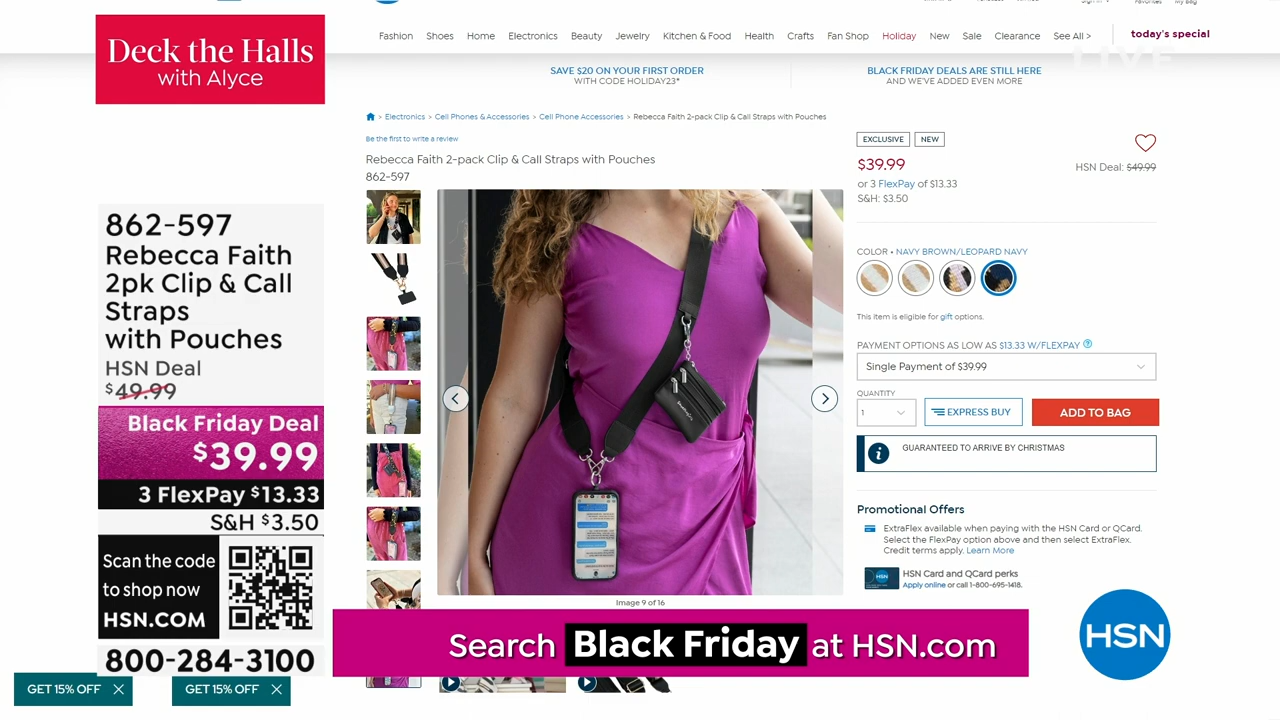 Deck the Halls
with Alyce
Fashion
Shoes
Home
Electronics
Beauty
Jewelry
Kitchen & Food
Health
Crafts
Fan Shop
Holiday
New
Sale
Clearance
See All >
today's special
LIVE
SAVE $20 ON YOUR FIRST ORDER
WITH CODE HOLIDAY23*
BLACK FRIDAY DEALS ARE STILL HERE
AND WE'VE ADDED EVEN MORE
> Electronics > Cell Phones & Accessories > Cell Phone Accessories > Rebecca Faith 2-pack Clip & Call Straps with Pouches
Be the first to write a review
Rebecca Faith 2-pack Clip & Call Straps with Pouches
862-597
EXCLUSIVE
NEW
$39.99
HSN Deal: $49.99
or 3 FlexPay of $13.33
S&H: $3.50
COLOR • NAVY BROWN/LEOPARD NAVY
This item is eligible for gift options.
PAYMENT OPTIONS AS LOW AS $13.33 W/FLEXPAY ?
Single Payment of $39.99
QUANTITY
1
EXPRESS BUY
ADD TO BAG
GUARANTEED TO ARRIVE BY CHRISTMAS
Promotional Offers
ExtraFlex available when paying with the HSN Card or QCard.
Select the FlexPay option above and then select ExtraFlex.
Credit terms apply. Learn More
HSN
HSN Card and QCard perks
Apply online or call 1-800-695-1418.
Image 9 of 16
862-597
Rebecca Faith
2pk Clip & Call
Straps
with Pouches
HSN Deal
$49.99
Black Friday Deal
$39.99
3 FlexPay $13.33
S&H $3.50
Scan the code
to shop now
HSN.COM
800-284-3100
Search Black Friday at HSN.com
HSN
GET 15% OFF
GET 15% OFF